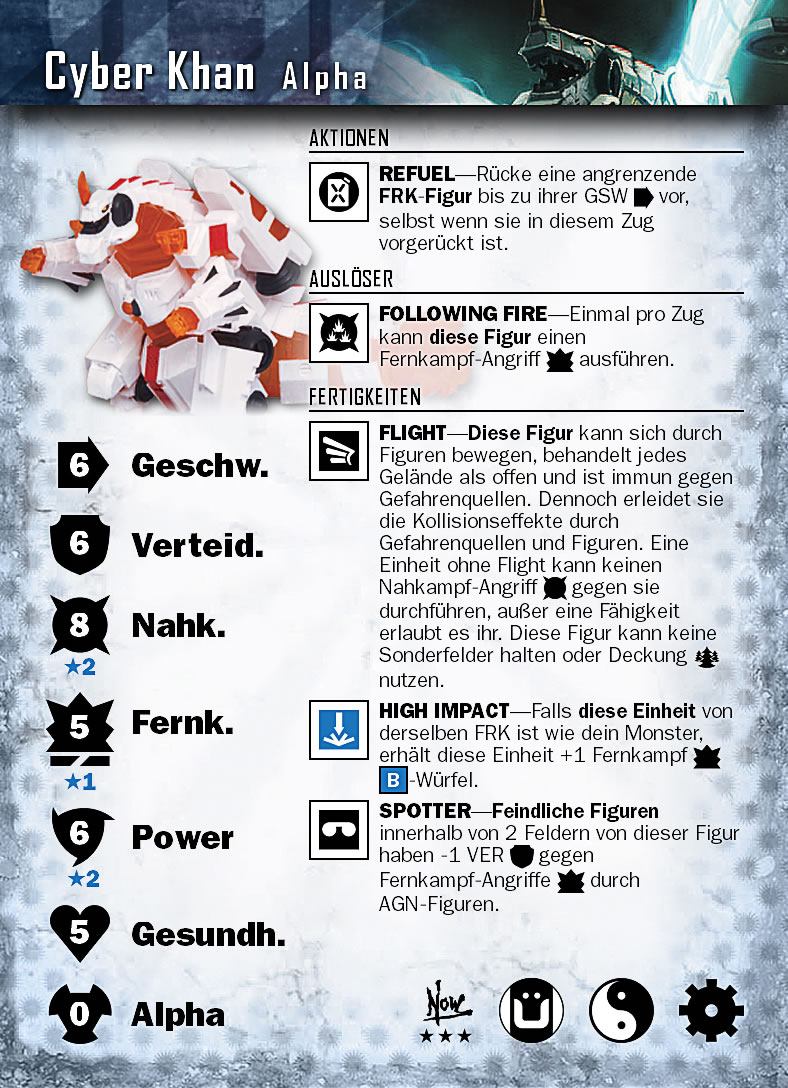 Cyber Khan Alpha
AKTIONEN
REFUEL—Rücke eine angrenzende
FRK-Figur bis zu ihrer GSW vor,
selbst wenn sie in diesem Zug
vorgerückt ist.
AUSLÖSER
FOLLOWING FIRE—Einmal pro Zug
kann diese Figur einen
Fernkampf-Angriff ausführen.
FERTIGKEITEN
FLIGHT—Diese Figur kann sich durch
Figuren bewegen, behandelt jedes
Gelände als offen und ist immun gegen
Gefahrenquellen. Dennoch erleidet sie
die Kollisionseffekte durch
Gefahrenquellen und Figuren. Eine
Einheit ohne Flight kann keinen
Nahkampf-Angriff gegen sie
durchführen, außer eine Fähigkeit
erlaubt es ihr. Diese Figur kann keine
Sonderfelder halten oder Deckung
nutzen.
HIGH IMPACT—Falls diese Einheit von
derselben FRK ist wie dein Monster,
erhält diese Einheit +1 Fernkampf
B-Würfel.
SPOTTER—Feindliche Figuren
innerhalb von 2 Feldern von dieser Figur
haben -1 VER gegen
Fernkampf-Angriffe durch
AGN-Figuren.
6 Geschw.
6 Verteid.
8 Nahk.
★2
5 Fernk.
★1
6 Power
★2
5 Gesundh.
0 Alpha
Now
★★★